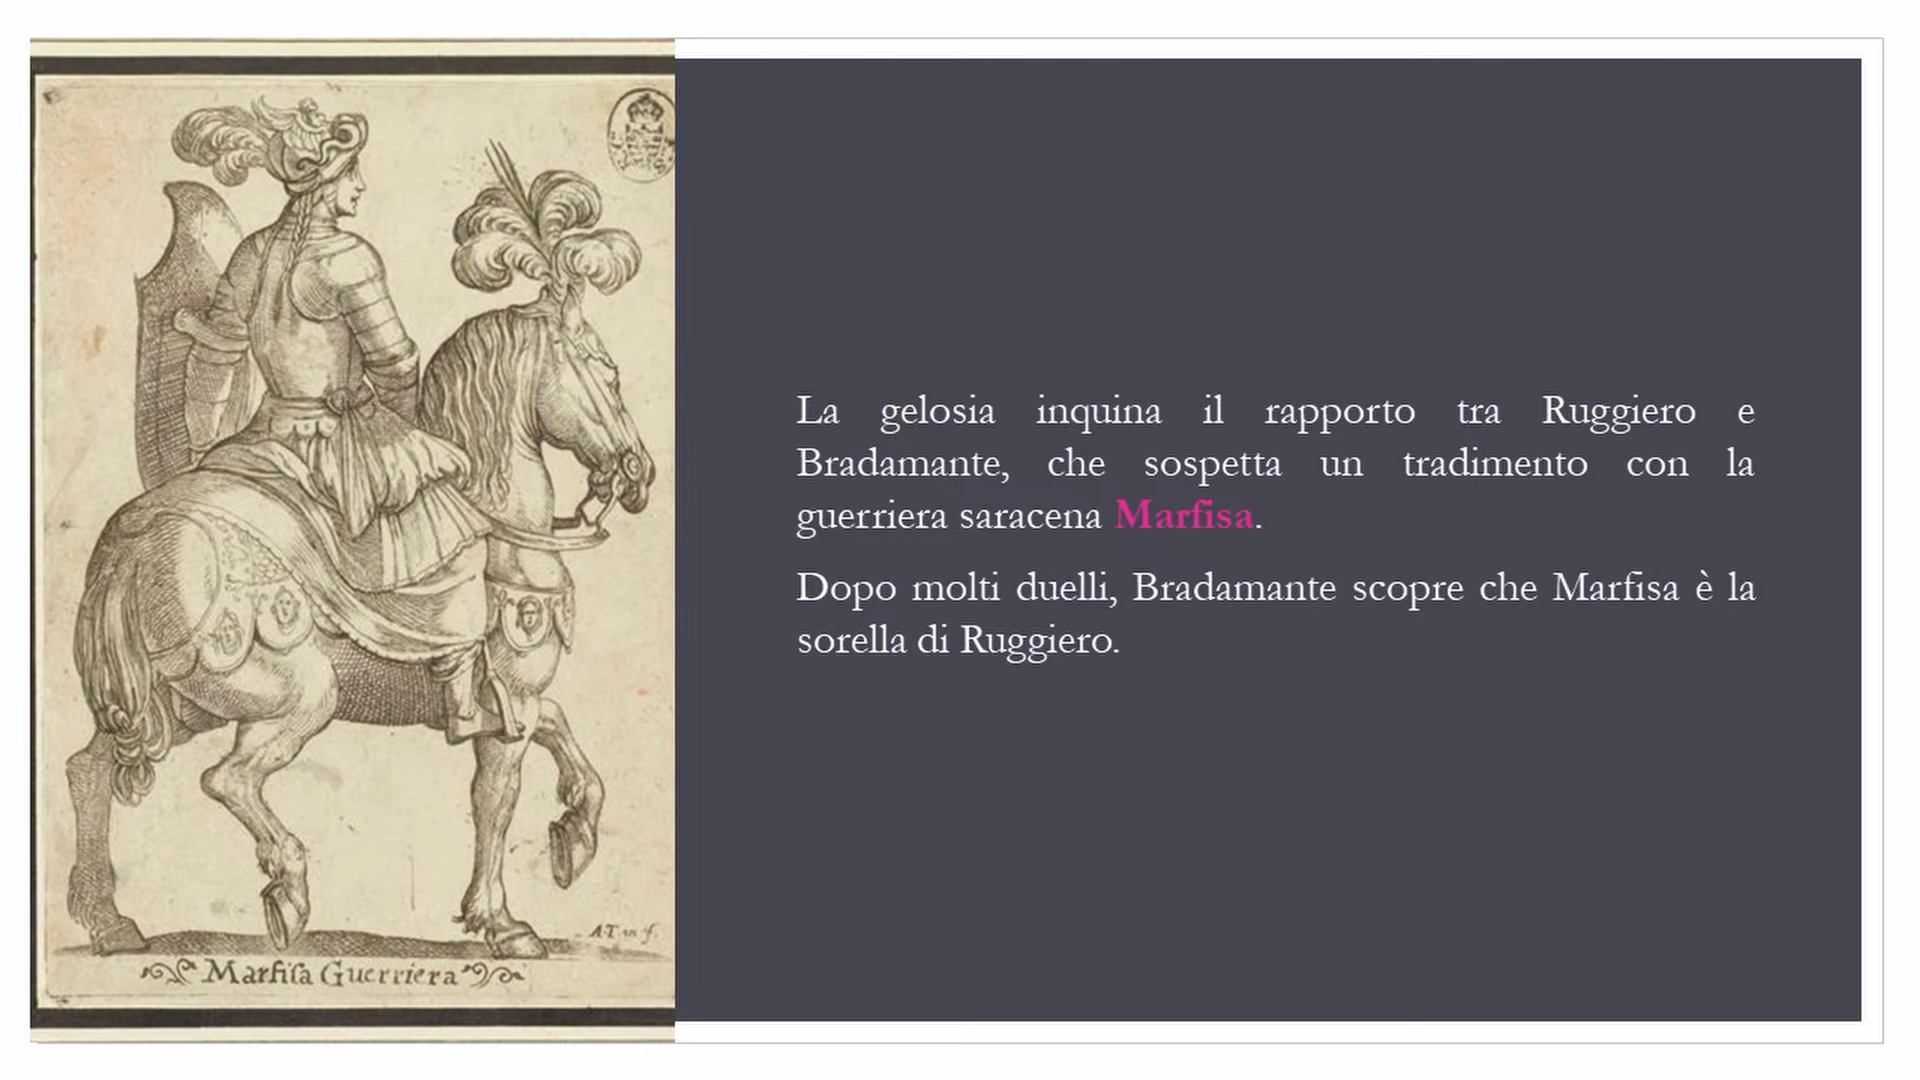 La gelosia inquina il rapporto tra Ruggiero e
Bradamante, che sospetta un tradimento con la
guerriera saracena Marfisa.
Dopo molti duelli, Bradamante scopre che Marfisa è la
sorella di Ruggiero.
Marfiſa Guerriera